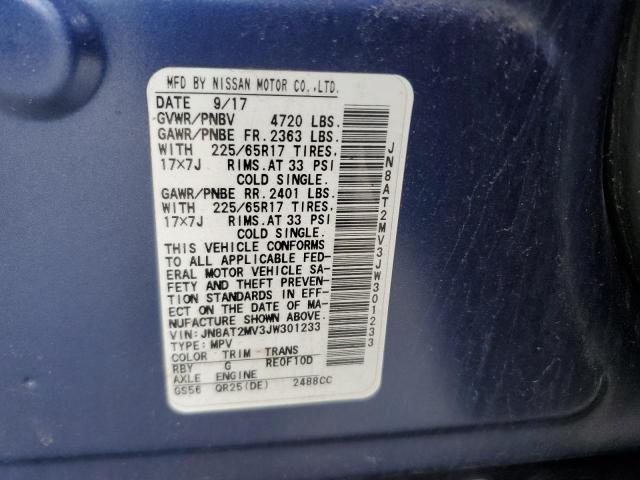 MFD BY NISSAN MOTOR CO.,LTD.
DATE 9/17
GVWR/PNBV 4720 LBS.
GAWR/PNBE FR. 2363 LBS.
WITH 225/65R17 TIRES.
17×7J RIMS. AT 33 PSI
COLD SINGLE.
GAWR/PNBE RR. 2401 LBS.
WITH 225/65R17 TIRES.
17×7J RIMS. AT 33 PSI
COLD SINGLE.
THIS VEHICLE CONFORMS
TO ALL APPLICABLE FED-
ERAL MOTOR VEHICLE SA-
FETY AND THEFT PREVEN-
TION STANDARDS IN EFF-
ECT ON THE DATE OF MA-
NUFACTURE SHOWN ABOVE.
VIN: JN8AT2MV3JW301233
TYPE: MPV
COLOR TRIM TRANS
RBY G RE0F10D
AXLE ENGINE
GS56 QR25(DE) 2488CC
JN8AT2MV3JW301233